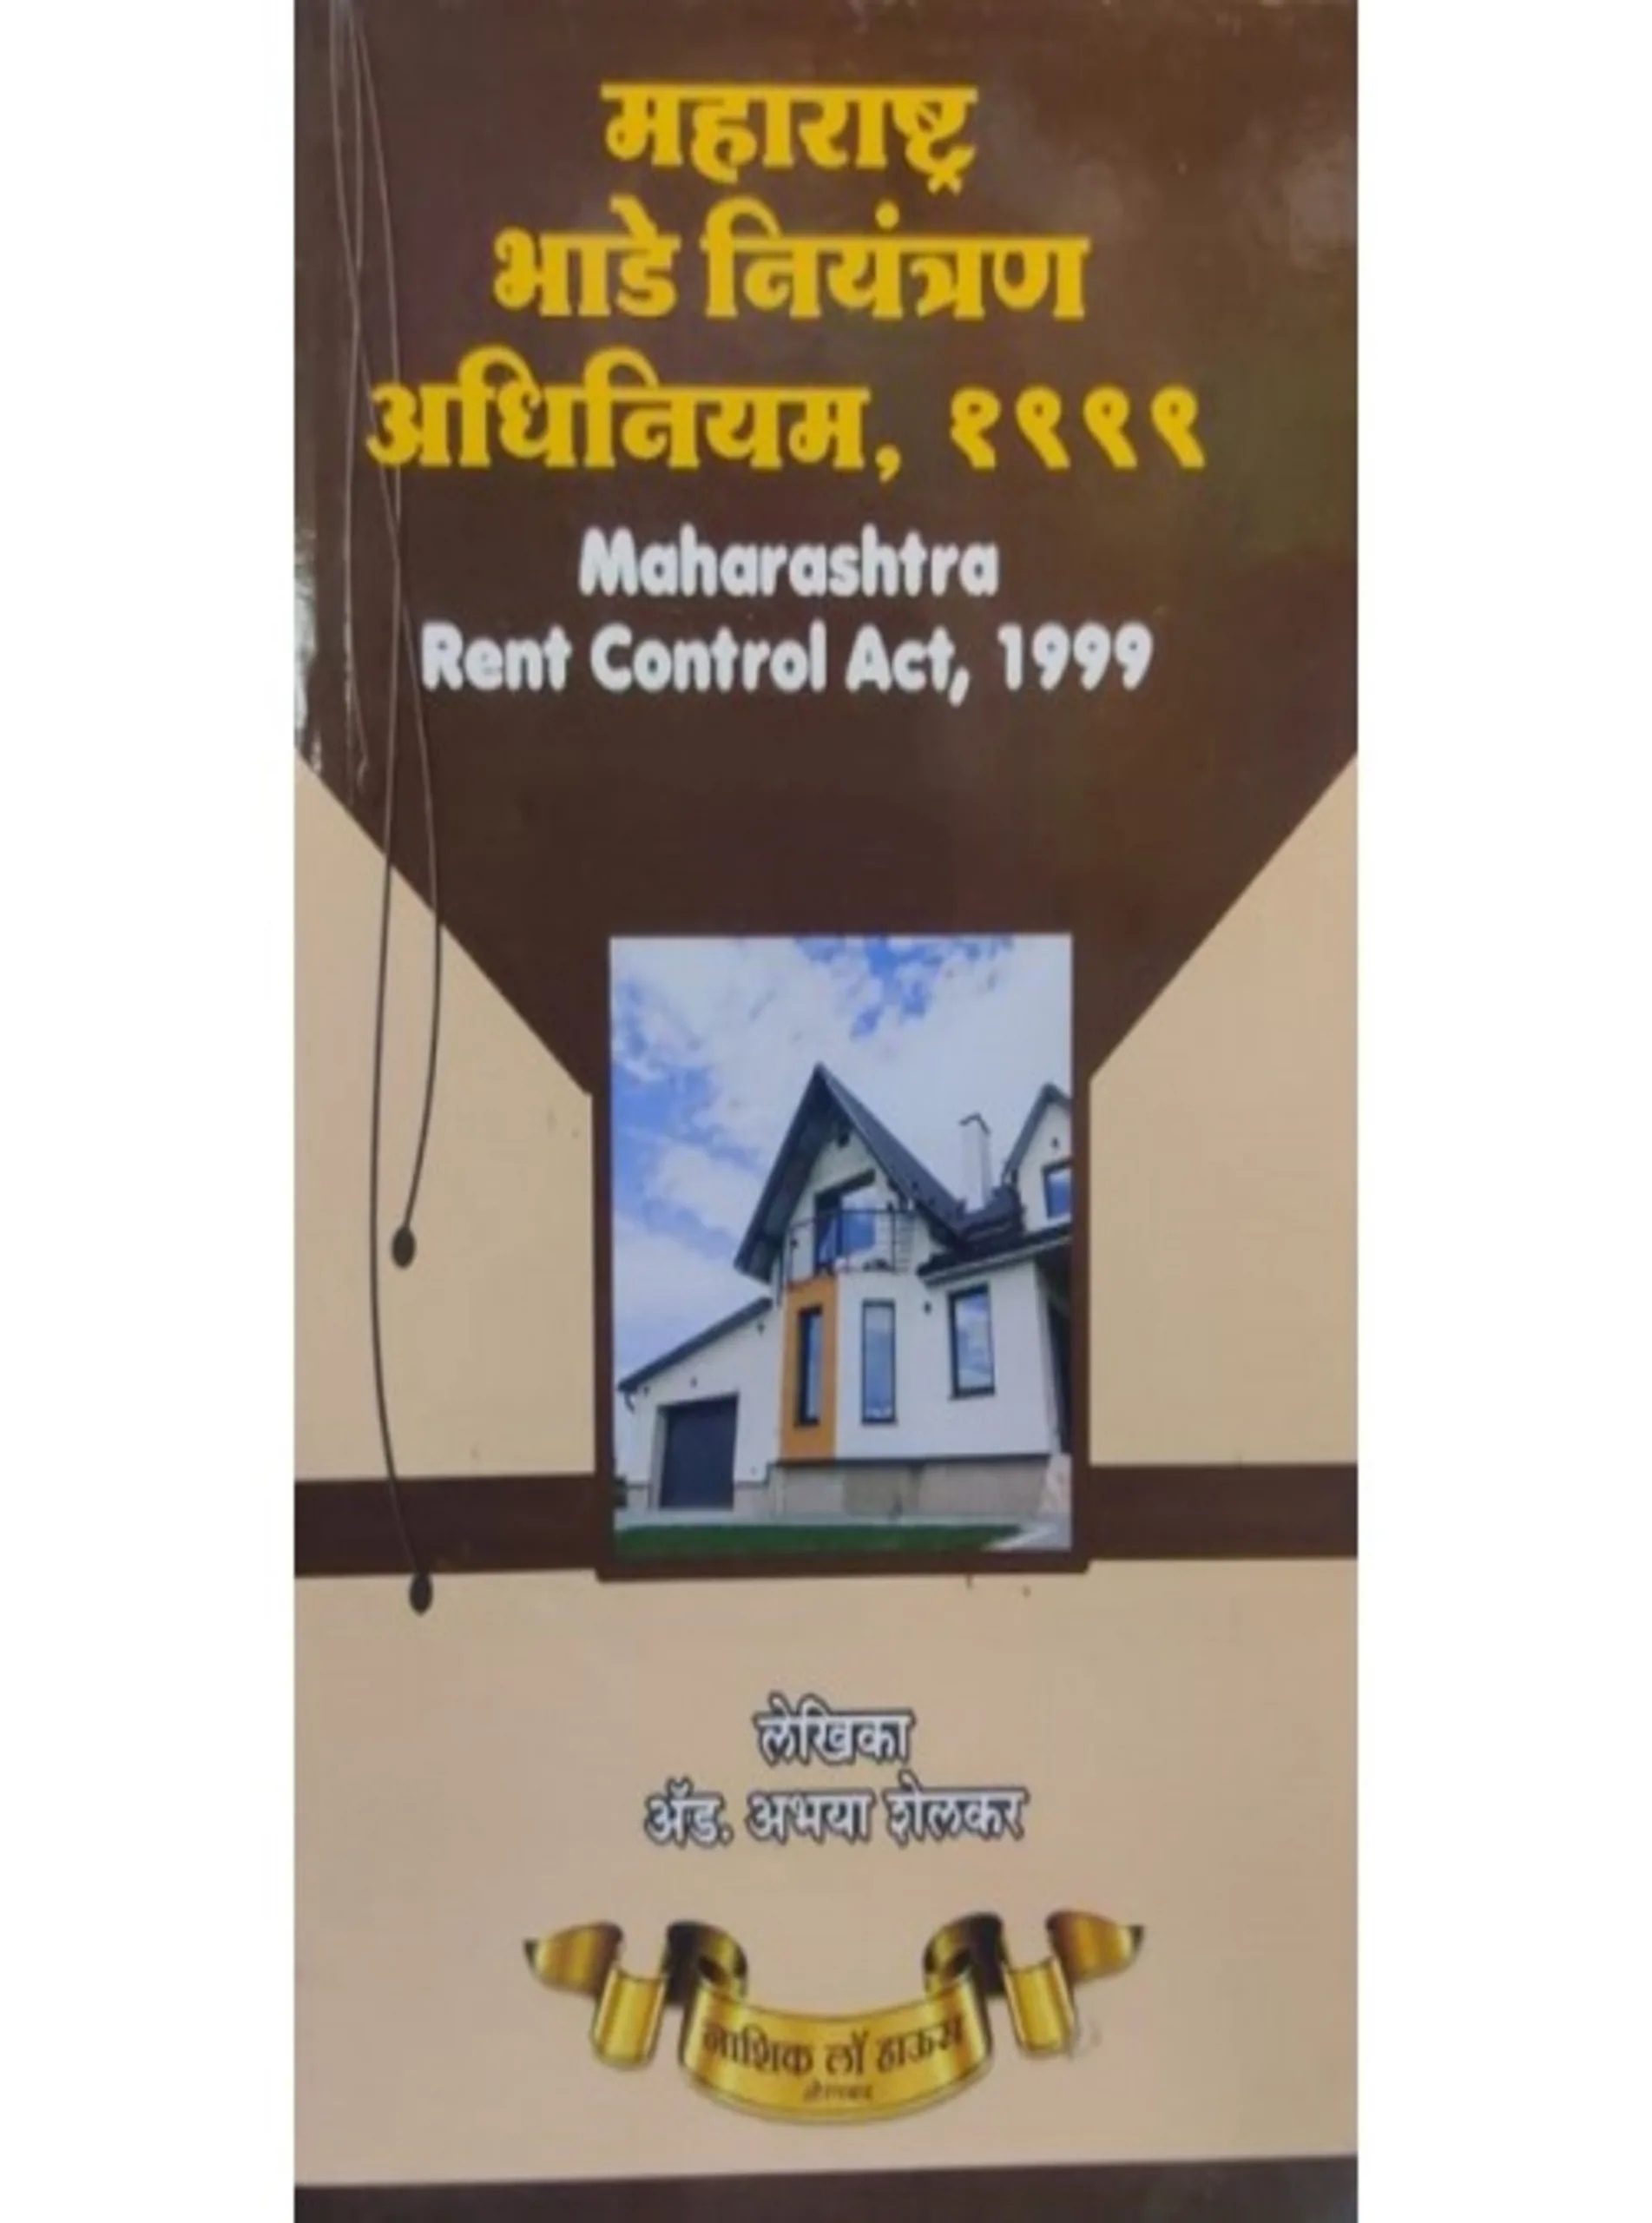 महाराष्ट्र
भाडे नियंत्रण
अधिनियम, १९९९
Maharashtra
Rent Control Act, 1999
लेखिका
ॲड. अभया शेलकर
नाशिक लॉ हाऊस